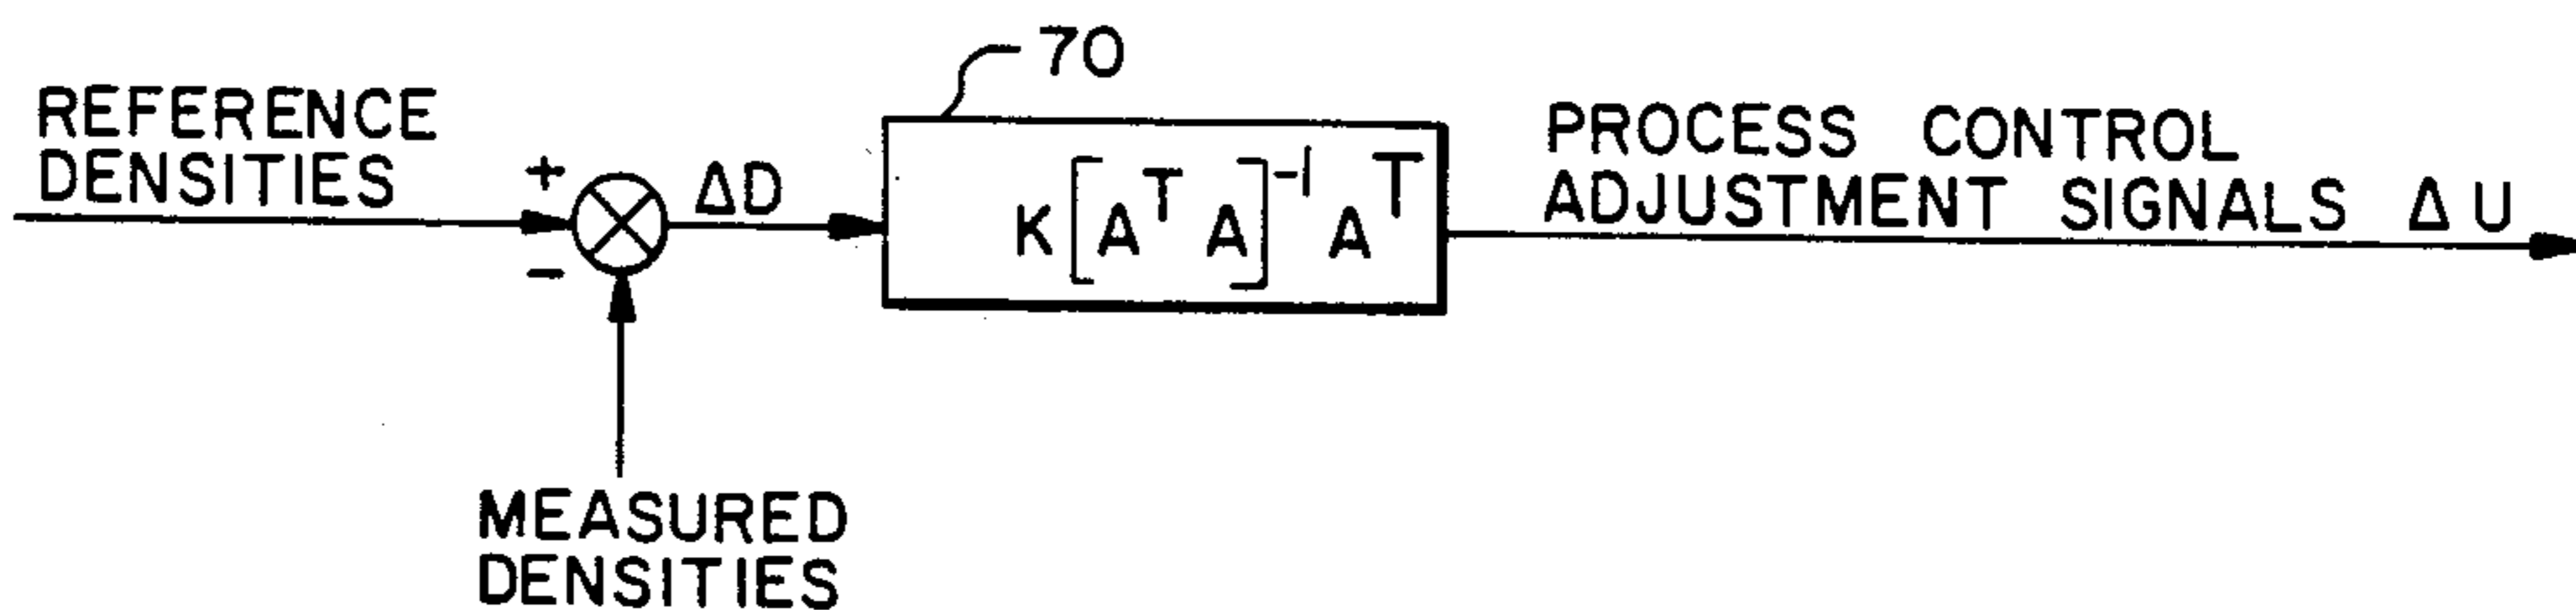 70
REFERENCE
DENSITIES
+
−
ΔD
K[A^T A]^-1 A^T
PROCESS CONTROL
ADJUSTMENT SIGNALS ΔU
MEASURED
DENSITIES